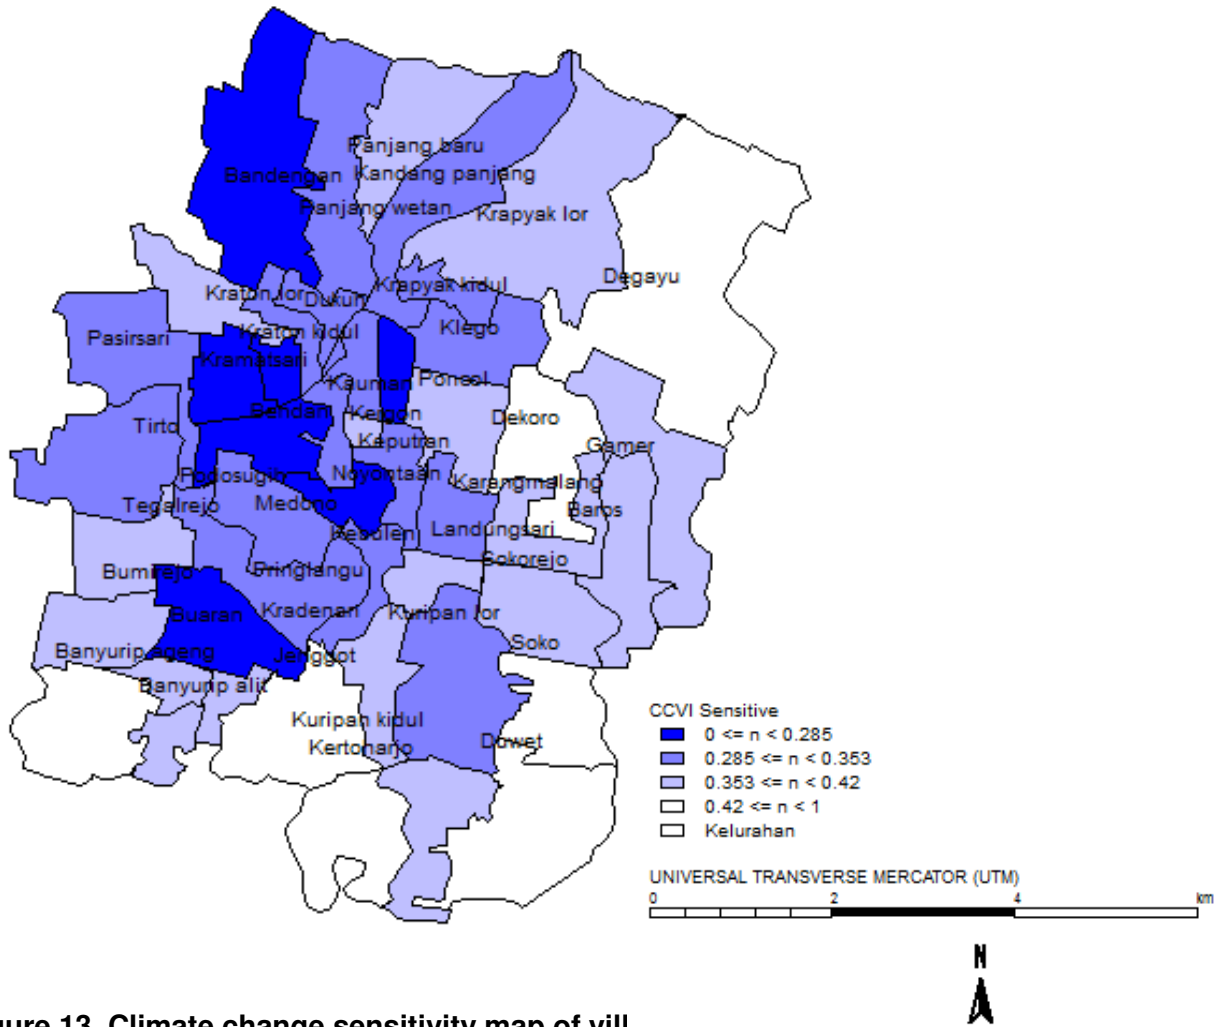 Panjang baru
Bandengan
Kandang panjang
Panjang wetan
Krapyak lor
Degayu
Kraton lor
Dukuh
Krapyak kidul
Pasirsari
Kraton kidul
Klego
Kramatsari
Kauman
Poncol
Bendan
Kergon
Dekoro
Tirto
Keputran
Gamer
Podosugih
Noyontaan
Karangmalang
Tegalrejo
Medono
Baros
Keputen
Landungsari
Sokorejo
Bumirejo
Pringlangu
Buaran
Kradenan
Kuripan lor
Soko
Banyurip ageng
Jenggot
Banyurip alit
Kuripan kidul
Kertoharjo
Duwet
CCVI Sensitive
0 <= n < 0.285
0.285 <= n < 0.353
0.353 <= n < 0.42
0.42 <= n < 1
Kelurahan
UNIVERSAL TRANSVERSE MERCATOR (UTM)
0 2 4 km
N
gure 13. Climate change sensitivity map of vill